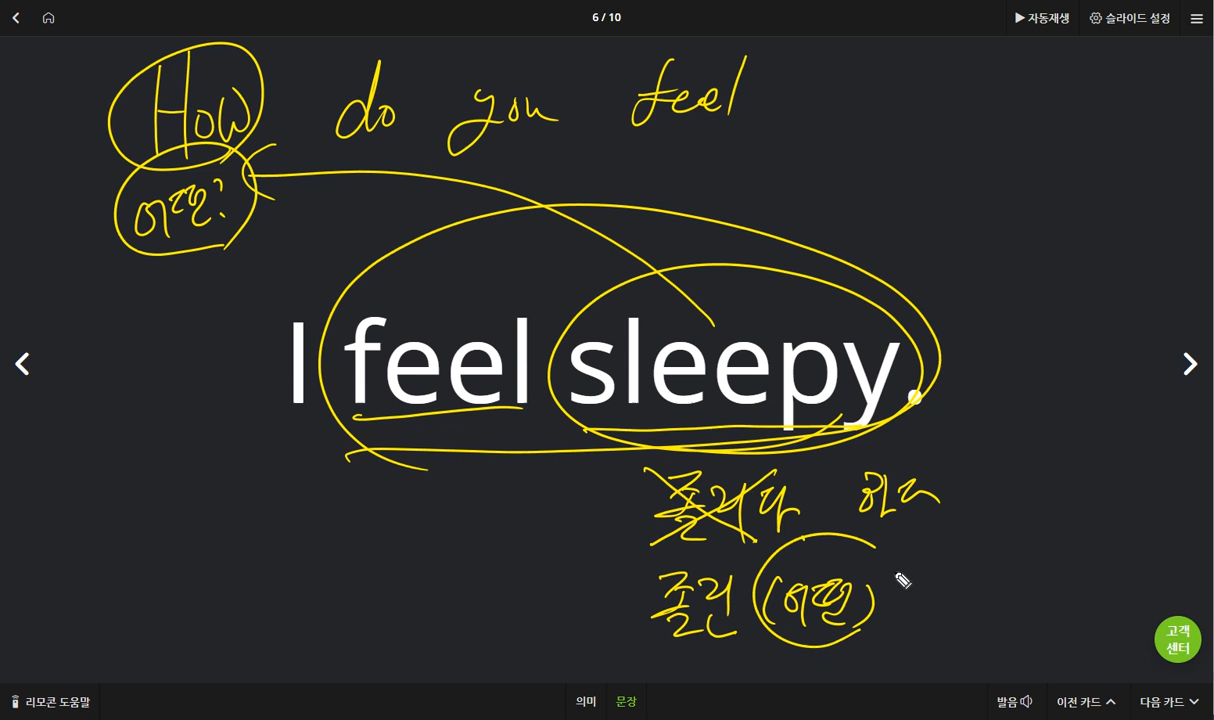 6 / 10
자동재생
슬라이드 설정
How do you feel
어떤?
I feel sleepy.
졸리다
졸린 (어떤)
고객
센터
리모콘 도움말
의미
문장
발음
이전 카드
다음 카드